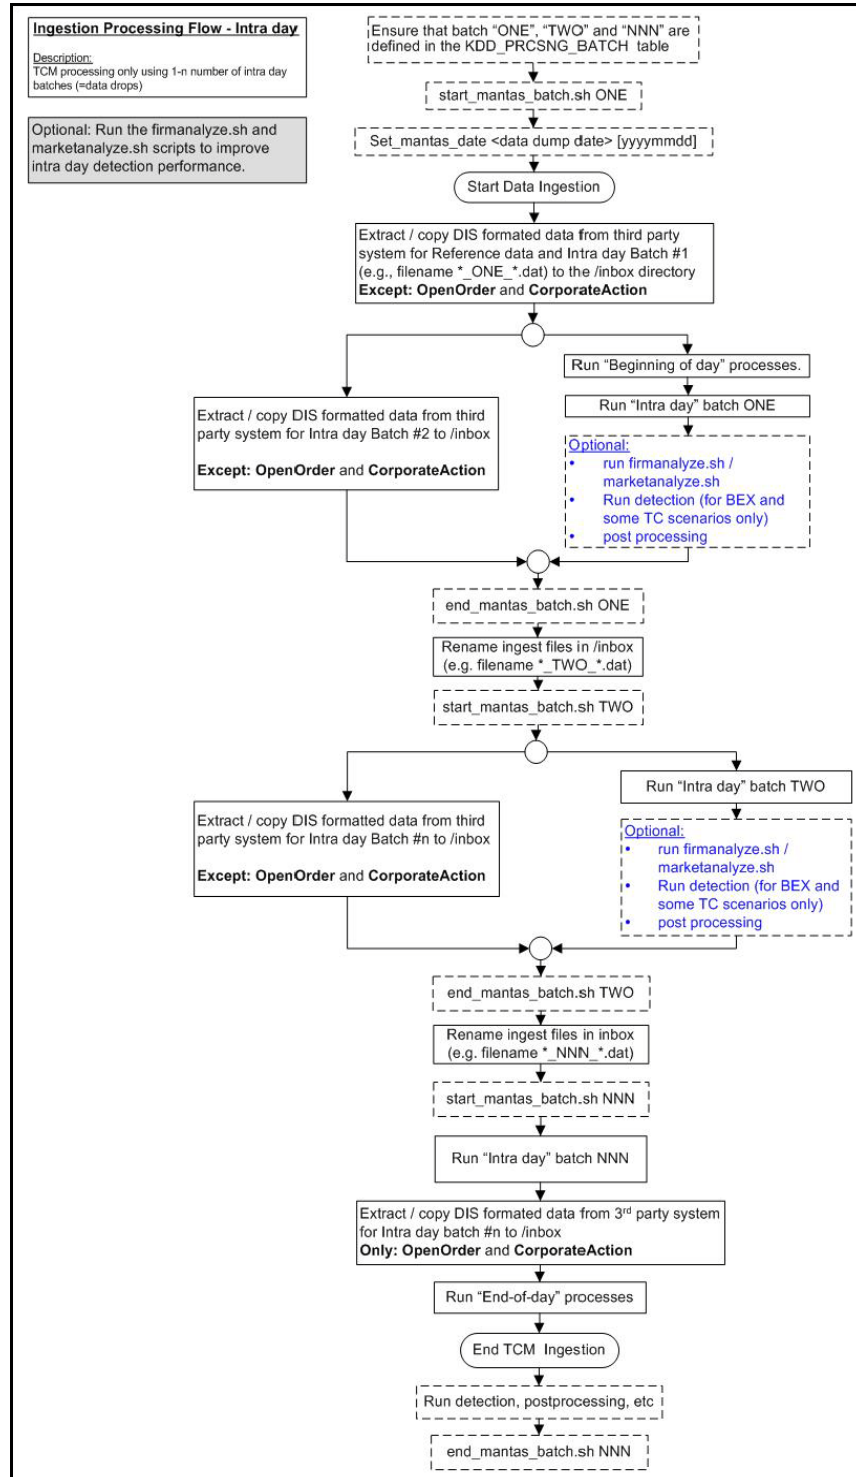 Ingestion Processing Flow - Intra day
Description:
TCM processing only using 1-n number of intra day
batches (=data drops)
Optional: Run the firmanalyze.sh and
marketanalyze.sh scripts to improve
intra day detection performance.
Ensure that batch “ONE”, “TWO” and “NNN” are
defined in the KDD_PRCSNG_BATCH table
start_mantas_batch.sh ONE
Set_mantas_date <data dump date> [yyyymmdd]
Start Data Ingestion
Extract / copy DIS formated data from third party
system for Reference data and Intra day Batch #1
(e.g., filename *_ONE_*.dat) to the /inbox directory
Except: OpenOrder and CorporateAction
Run “Beginning of day” processes.
Run “Intra day” batch ONE
Extract / copy DIS formatted data from third
party system for Intra day Batch #2 to /inbox
Except: OpenOrder and CorporateAction
Optional:
• run firmanalyze.sh /
marketanalyze.sh
• Run detection (for BEX and
some TC scenarios only)
• post processing
end_mantas_batch.sh ONE
Rename ingest files in /inbox
(e.g. filename *_TWO_*.dat)
start_mantas_batch.sh TWO
Run “Intra day” batch TWO
Extract / copy DIS formatted data from third
party system for Intra day Batch #n to /inbox
Except: OpenOrder and CorporateAction
Optional:
• run firmanalyze.sh /
marketanalyze.sh
• Run detection (for BEX and
some TC scenarios only)
• post processing
end_mantas_batch.sh TWO
Rename ingest files in inbox
(e.g. filename *_NNN_*.dat)
start_mantas_batch.sh NNN
Run “Intra day” batch NNN
Extract / copy DIS formated data from 3rd party system
for Intra day batch #n to /inbox
Only: OpenOrder and CorporateAction
Run “End-of-day” processes
End TCM Ingestion
Run detection, postprocessing, etc
end_mantas_batch.sh NNN